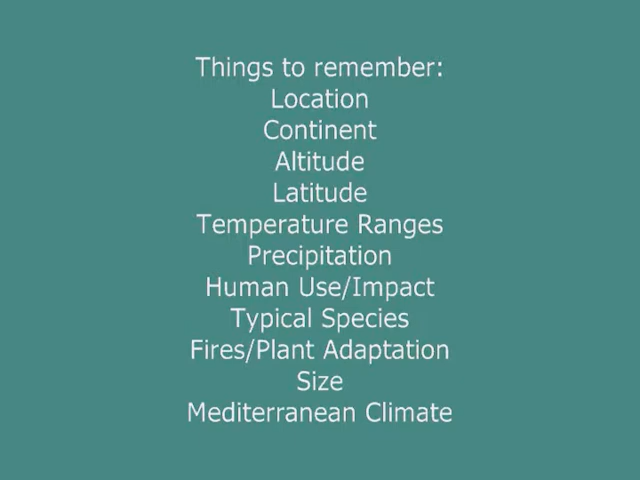 Things to remember:
Location
Continent
Altitude
Latitude
Temperature Ranges
Precipitation
Human Use/Impact
Typical Species
Fires/Plant Adaptation
Size
Mediterranean Climate